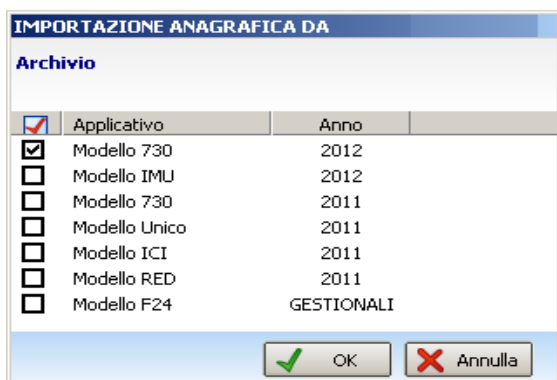 IMPORTAZIONE ANAGRAFICA DA
Archivio
Applicativo Anno
Modello 730 2012
Modello IMU 2012
Modello 730 2011
Modello Unico 2011
Modello ICI 2011
Modello RED 2011
Modello F24 GESTIONALI
OK Annulla